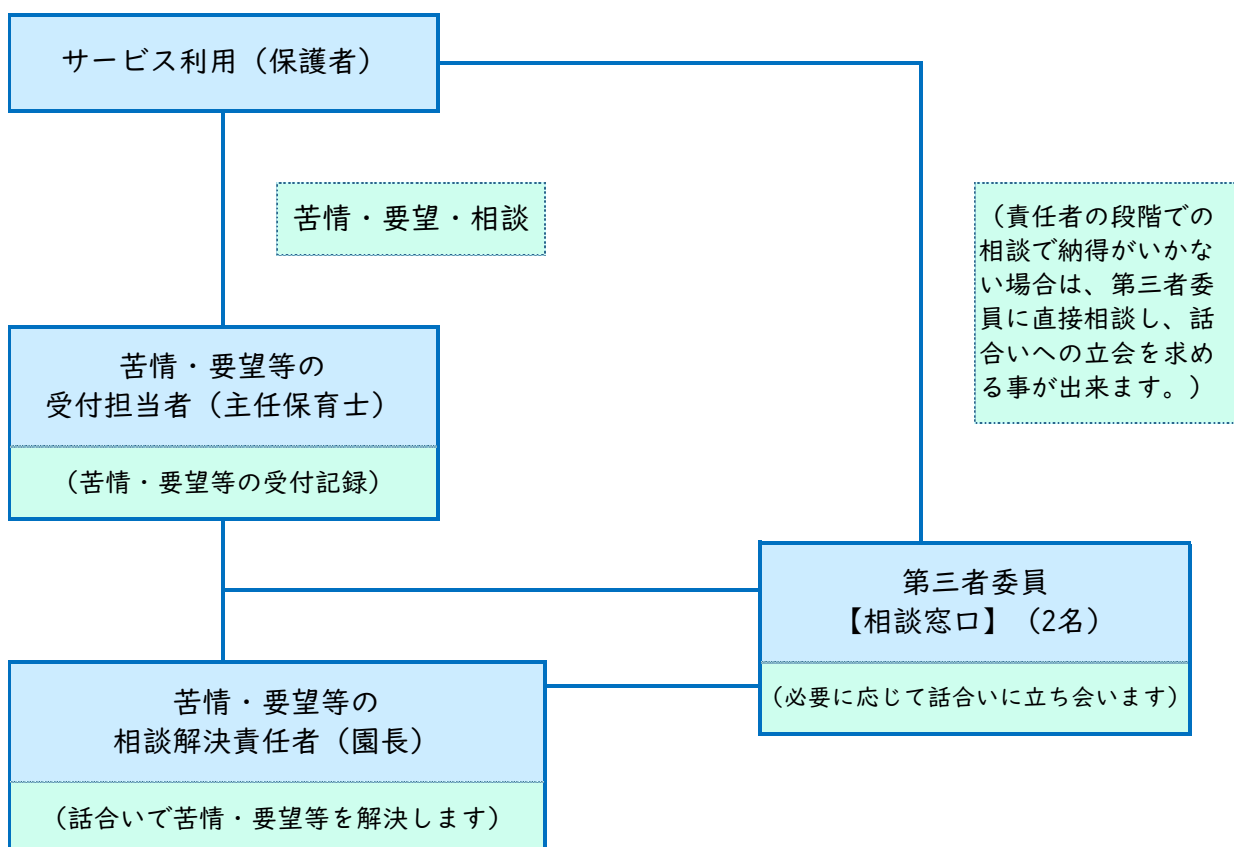 サービス利用（保護者）
苦情・要望・相談
（責任者の段階での
相談で納得がいかな
い場合は、第三者委
員に直接相談し、話
合いへの立会を求め
る事が出来ます。）
苦情・要望等の
受付担当者（主任保育士）
（苦情・要望等の受付記録）
第三者委員
【相談窓口】（2名）
（必要に応じて話合いに立ち会います）
苦情・要望等の
相談解決責任者（園長）
（話合いで苦情・要望等を解決します）